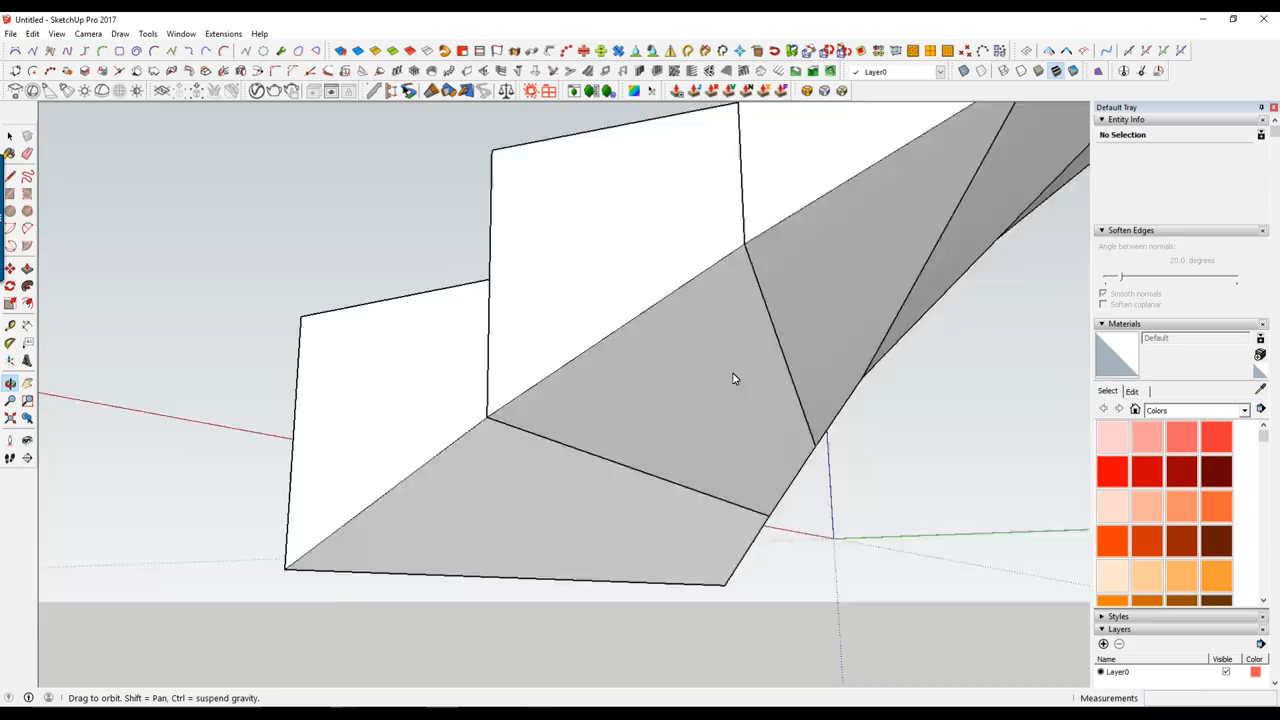 Untitled - SketchUp Pro 2017
File Edit View Camera Draw Tools Window Extensions Help
Layer0
Default Tray
Entity Info
No Selection
Soften Edges
Angle between normals:
20.0 degrees
Smooth normals
Soften coplanar
Materials
Default
Select Edit
Colors
Styles
Layers
Name Visible Color
Layer0
Drag to orbit. Shift = Pan, Ctrl = suspend gravity.
Measurements